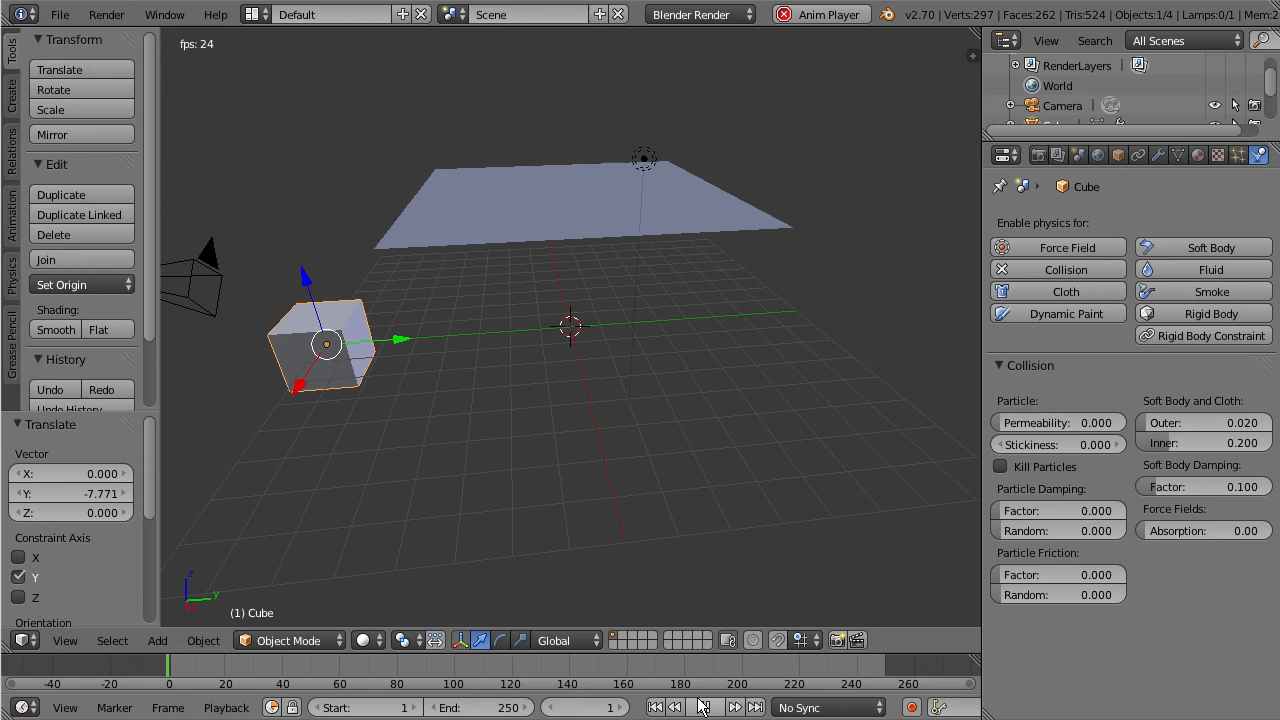 File Render Window Help Default Scene Blender Render Anim Player v2.70 | Verts:297 | Faces:262 | Tris:524 | Objects:1/4 | Lamps:0/1 | Mem:2
Tools
Create
Relations
Animation
Physics
Grease Pencil
Transform
Translate
Rotate
Scale
Mirror
Edit
Duplicate
Duplicate Linked
Delete
Join
Set Origin
Shading:
Smooth Flat
History
Undo Redo
Undo History
Translate
Vector
X: 0.000
Y: -7.771
Z: 0.000
Constraint Axis
X
Y
Z
Orientation
fps: 24
z
y
(1) Cube
View Select Add Object Object Mode Global
-40 -20 0 20 40 60 80 100 120 140 160 180 200 220 240 260
View Marker Frame Playback Start: 1 End: 250 1 No Sync
View Search All Scenes
RenderLayers |
World
Camera |
Cube
Enable physics for:
Force Field Soft Body
Collision Fluid
Cloth Smoke
Dynamic Paint Rigid Body
Rigid Body Constraint
Collision
Particle:
Permeability: 0.000
Stickiness: 0.000
Kill Particles
Particle Damping:
Factor: 0.000
Random: 0.000
Particle Friction:
Factor: 0.000
Random: 0.000
Soft Body and Cloth:
Outer: 0.020
Inner: 0.200
Soft Body Damping:
Factor: 0.100
Force Fields:
Absorption: 0.00